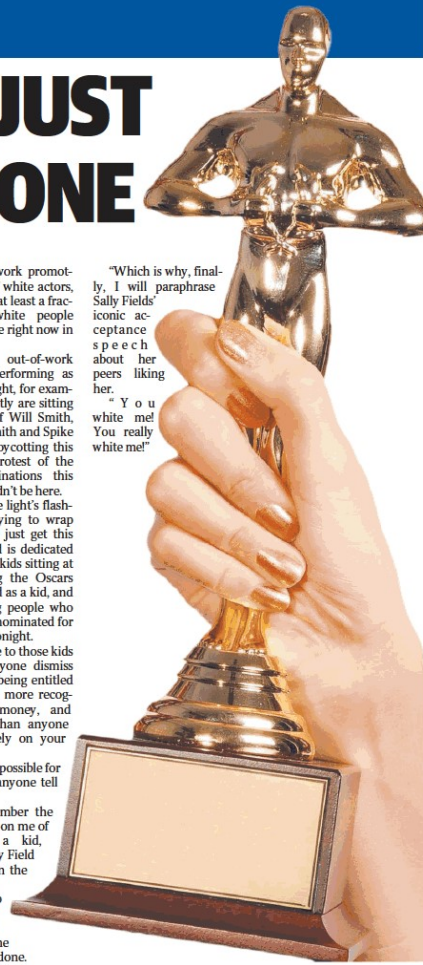 JUST
ONE
work promot-
white actors,
at least a frac-
white people
e right now in
out-of-work
erforming as
ght, for exam-
tly are sitting
f Will Smith,
ith and Spike
oycotting this
rotest of the
inations this
dn't be here.
e light's flash-
ying to wrap
just get this
l is dedicated
kids sitting at
g the Oscars
d as a kid, and
g people who
nominated for
onight.
e to those kids
yone dismiss
being entitled
more recog-
money, and
han anyone
ely on your
possible for
anyone tell
mber the
on me of
a kid,
y Field
n the
ne
done.
"Which is why, final-
ly, I will paraphrase
Sally Fields'
iconic ac-
ceptance
speech
about her
peers liking
her.
"You
white me!
You really
white me!"